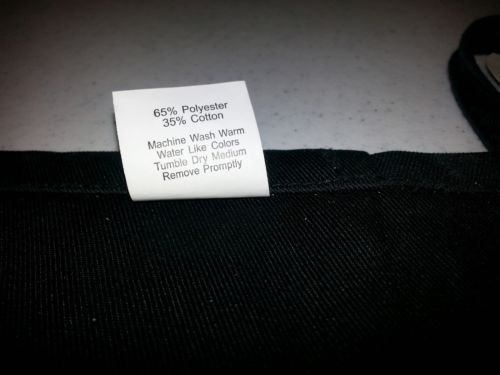 65% Polyester
35% Cotton
Machine Wash Warm
Water Like Colors
Tumble Dry Medium
Remove Promptly